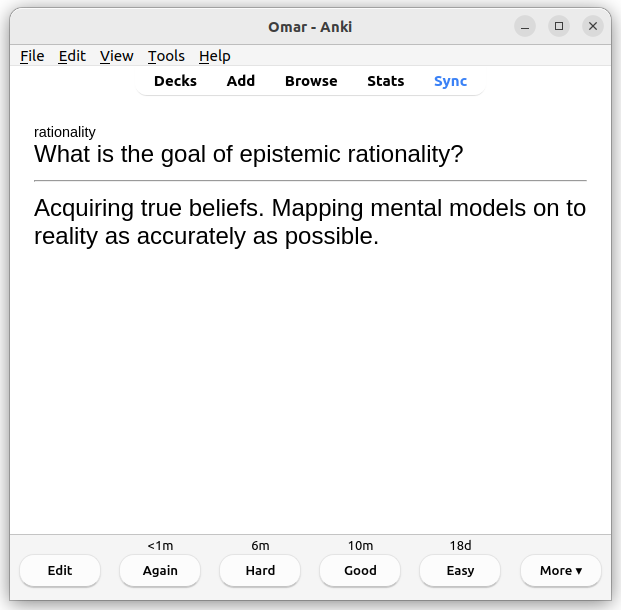 Omar - Anki
File Edit View Tools Help
Decks Add Browse Stats Sync
rationality
What is the goal of epistemic rationality?
Acquiring true beliefs. Mapping mental models on to
reality as accurately as possible.
<1m 6m 10m 18d
Edit Again Hard Good Easy More ▾